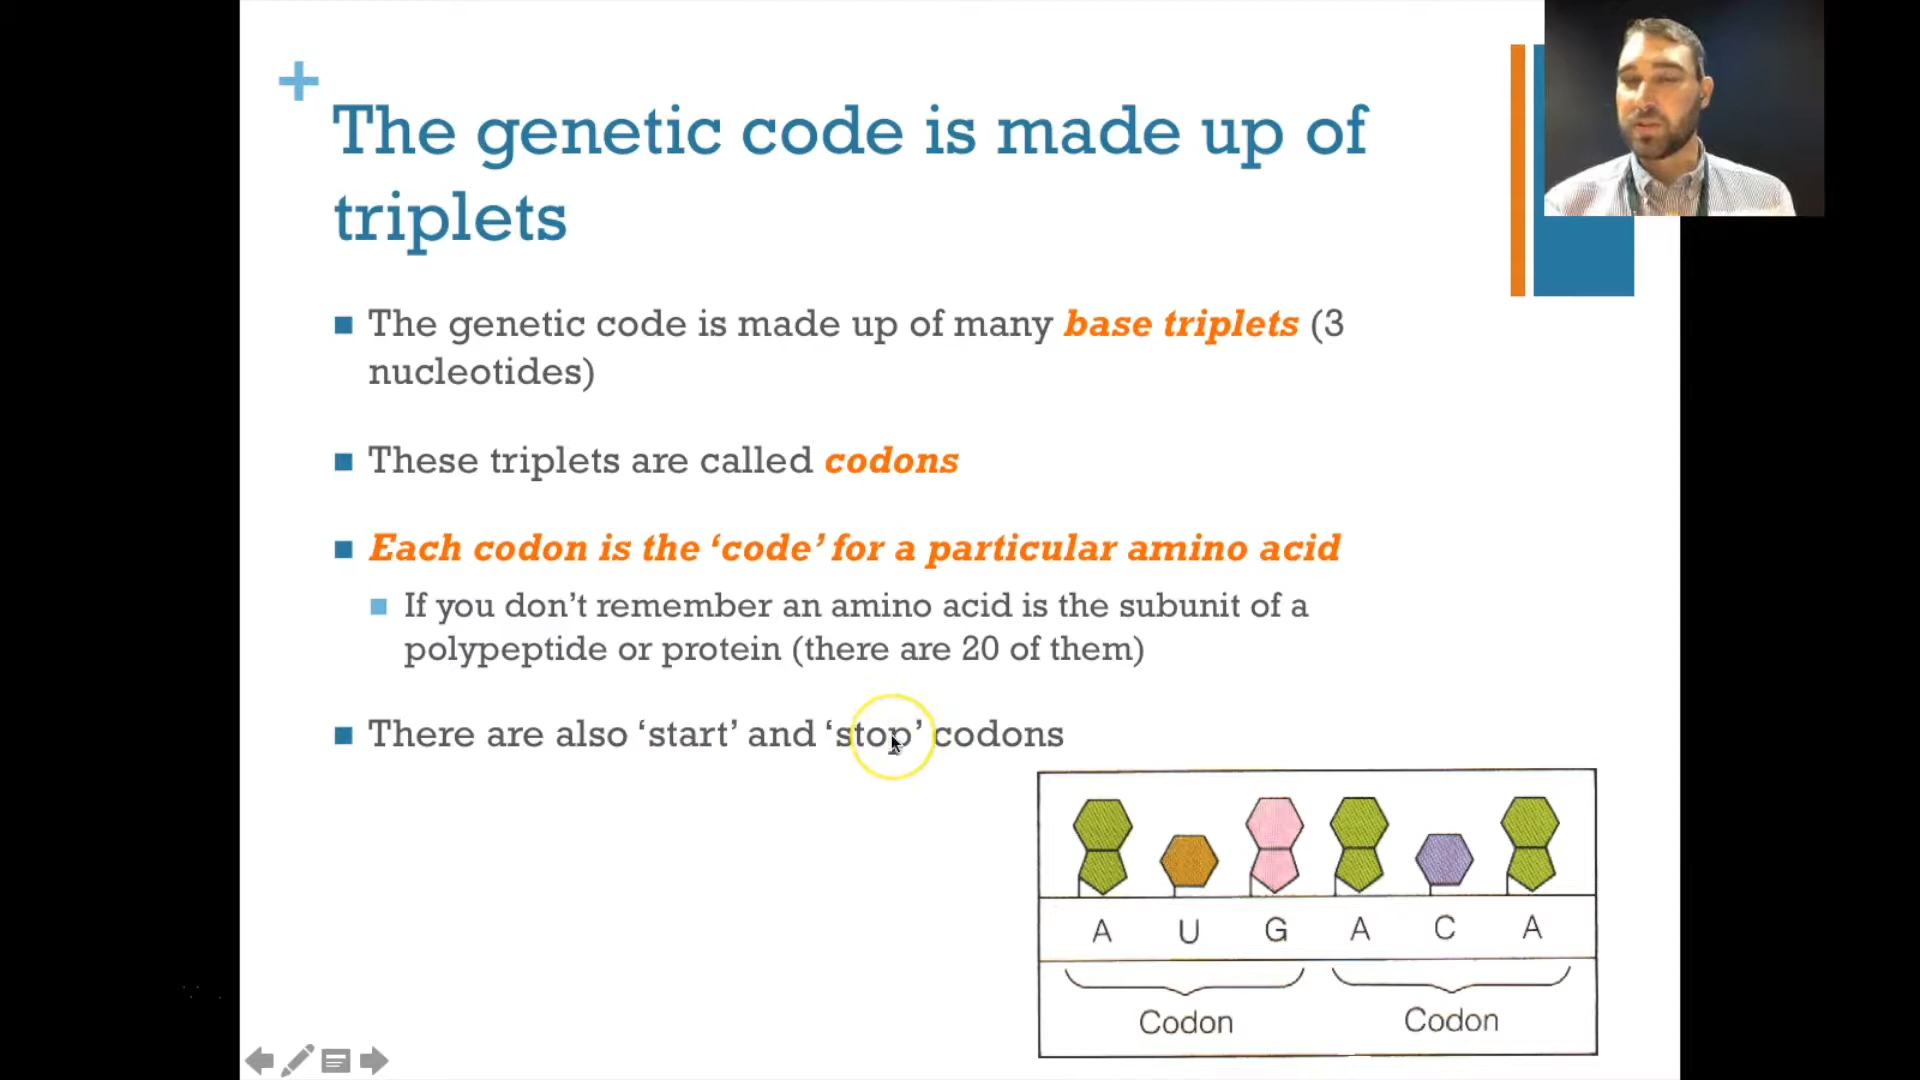 +
The genetic code is made up of
triplets
The genetic code is made up of many base triplets (3
nucleotides)
These triplets are called codons
Each codon is the ‘code’ for a particular amino acid
If you don’t remember an amino acid is the subunit of a
polypeptide or protein (there are 20 of them)
There are also ‘start’ and ‘stop’ codons
A U G A C A
Codon Codon